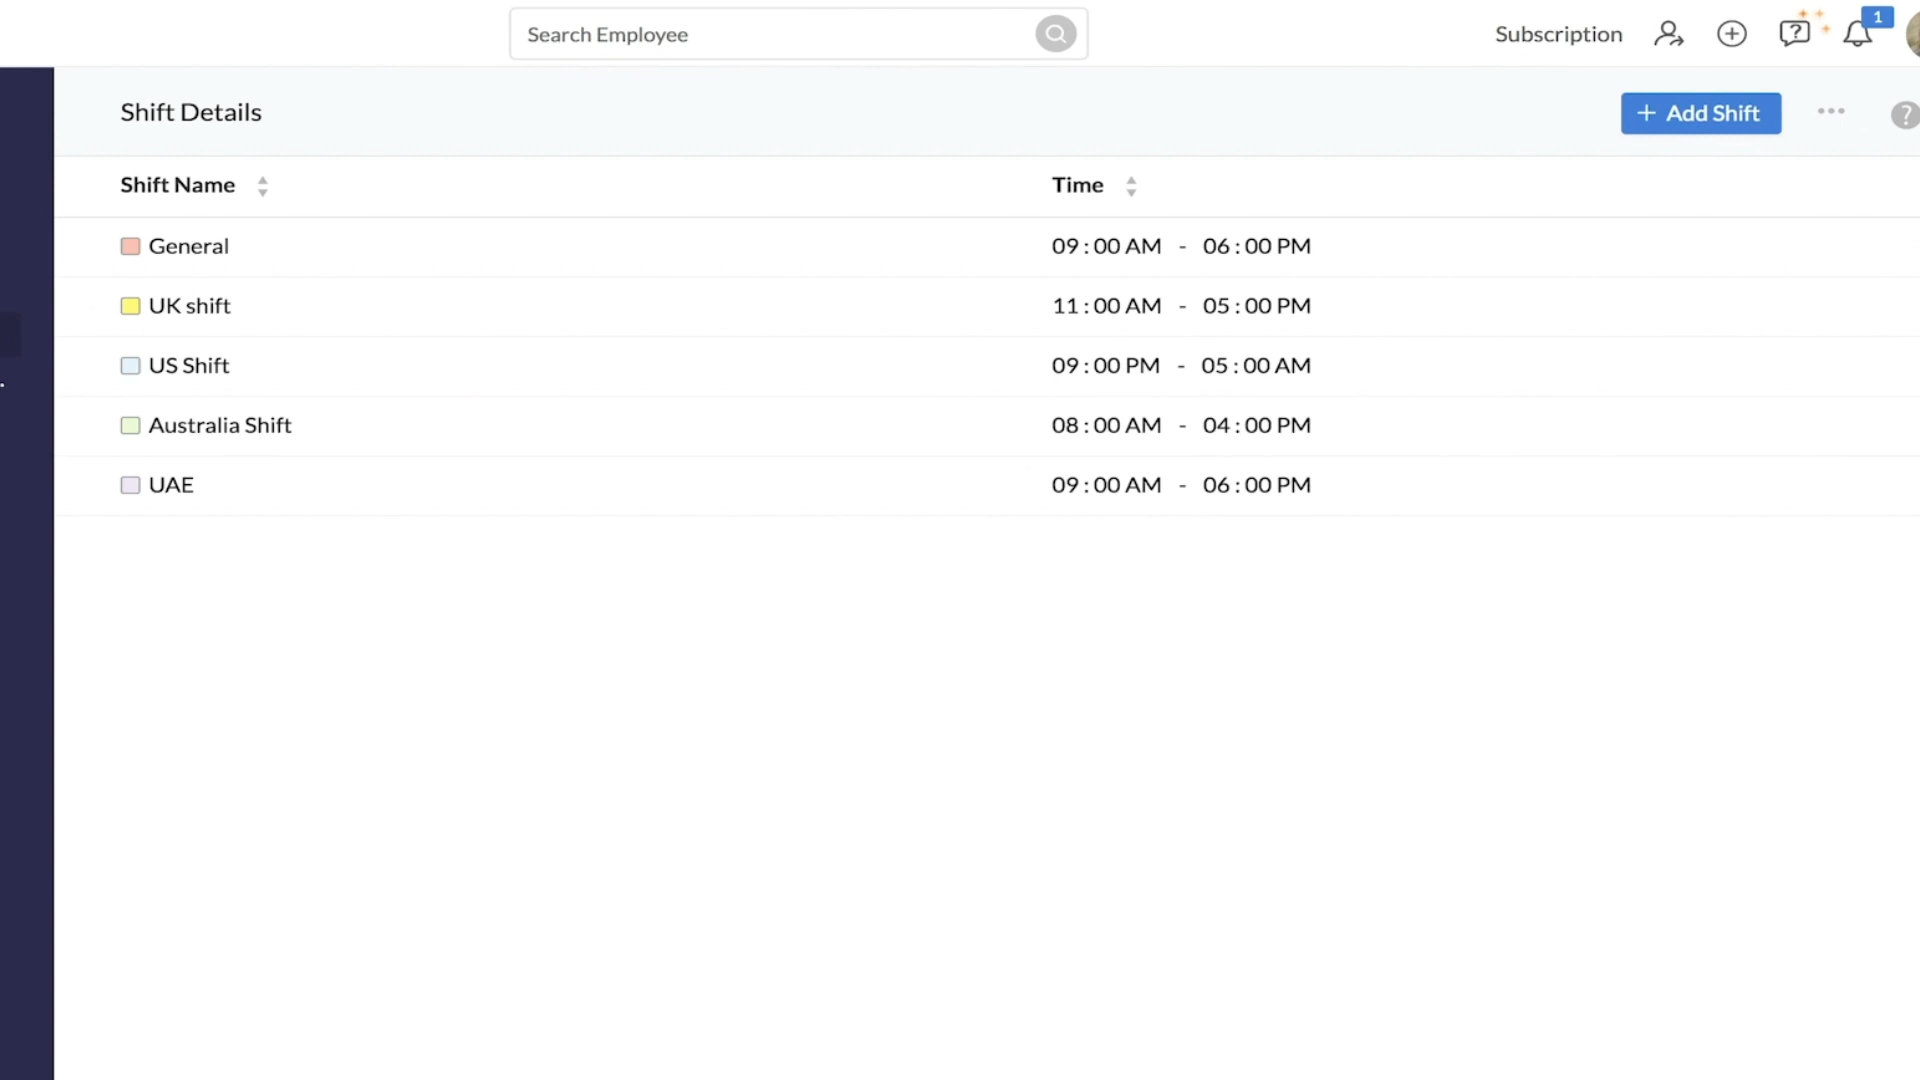 Search Employee
Subscription
1
Shift Details
+ Add Shift
?
Shift Name
Time
General
09 : 00 AM - 06 : 00 PM
UK shift
11 : 00 AM - 05 : 00 PM
US Shift
09 : 00 PM - 05 : 00 AM
Australia Shift
08 : 00 AM - 04 : 00 PM
UAE
09 : 00 AM - 06 : 00 PM